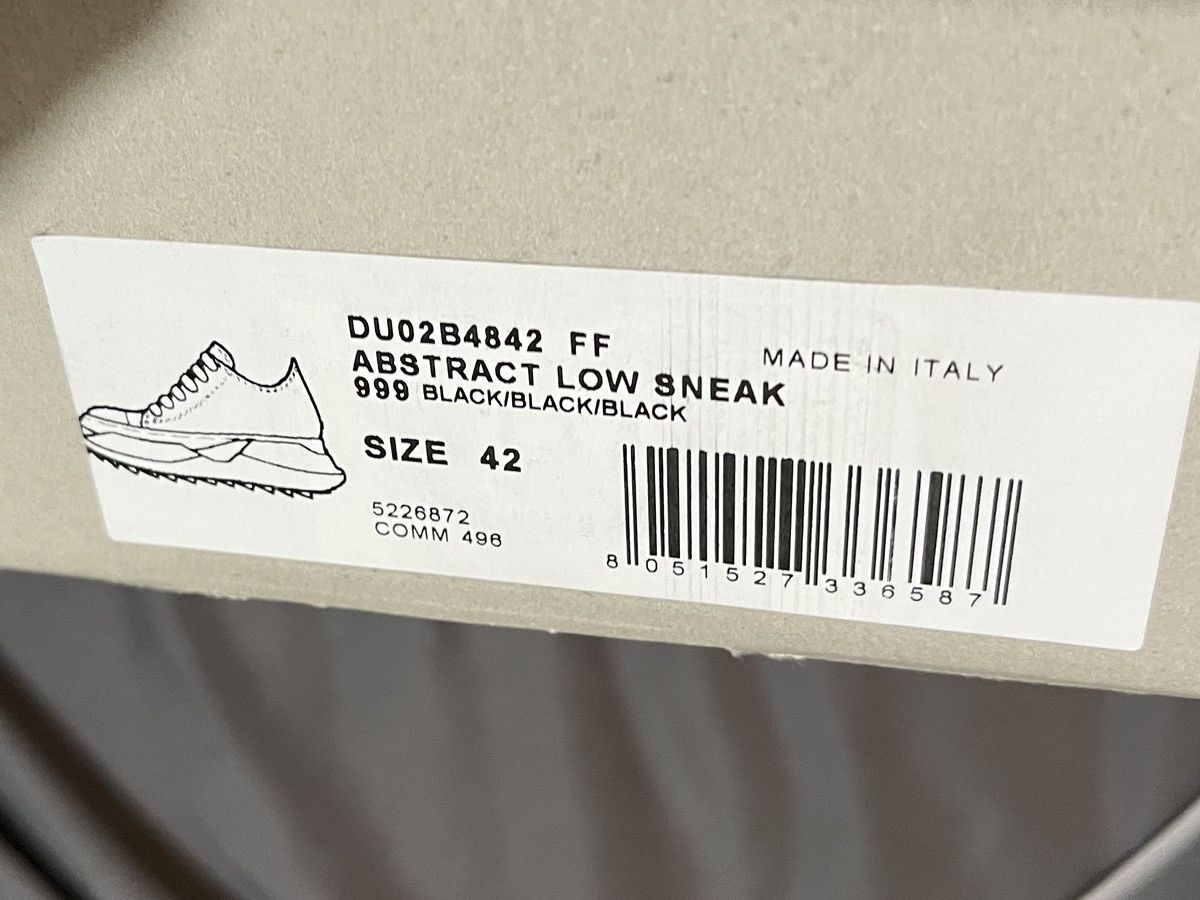 DU02B4842 FF
ABSTRACT LOW SNEAK
999 BLACK/BLACK/BLACK
MADE IN ITALY
SIZE 42
5226872
COMM 496
8 051527 336587